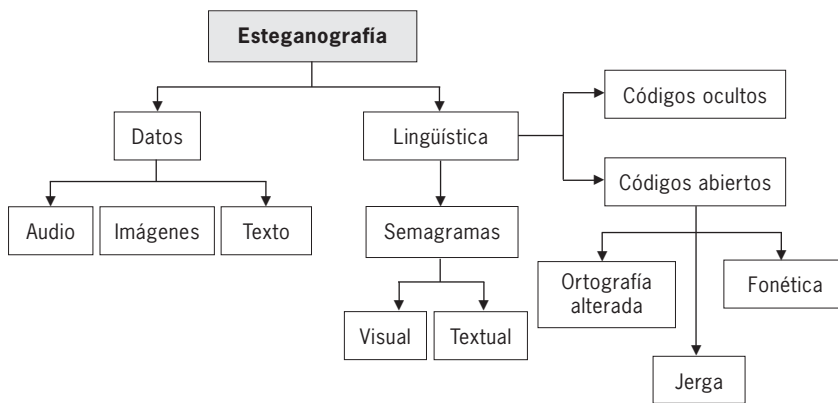 Esteganografía
Códigos ocultos
Datos
Lingüística
Códigos abiertos
Audio
Imágenes
Texto
Semagramas
Ortografía
alterada
Fonética
Visual
Textual
Jerga